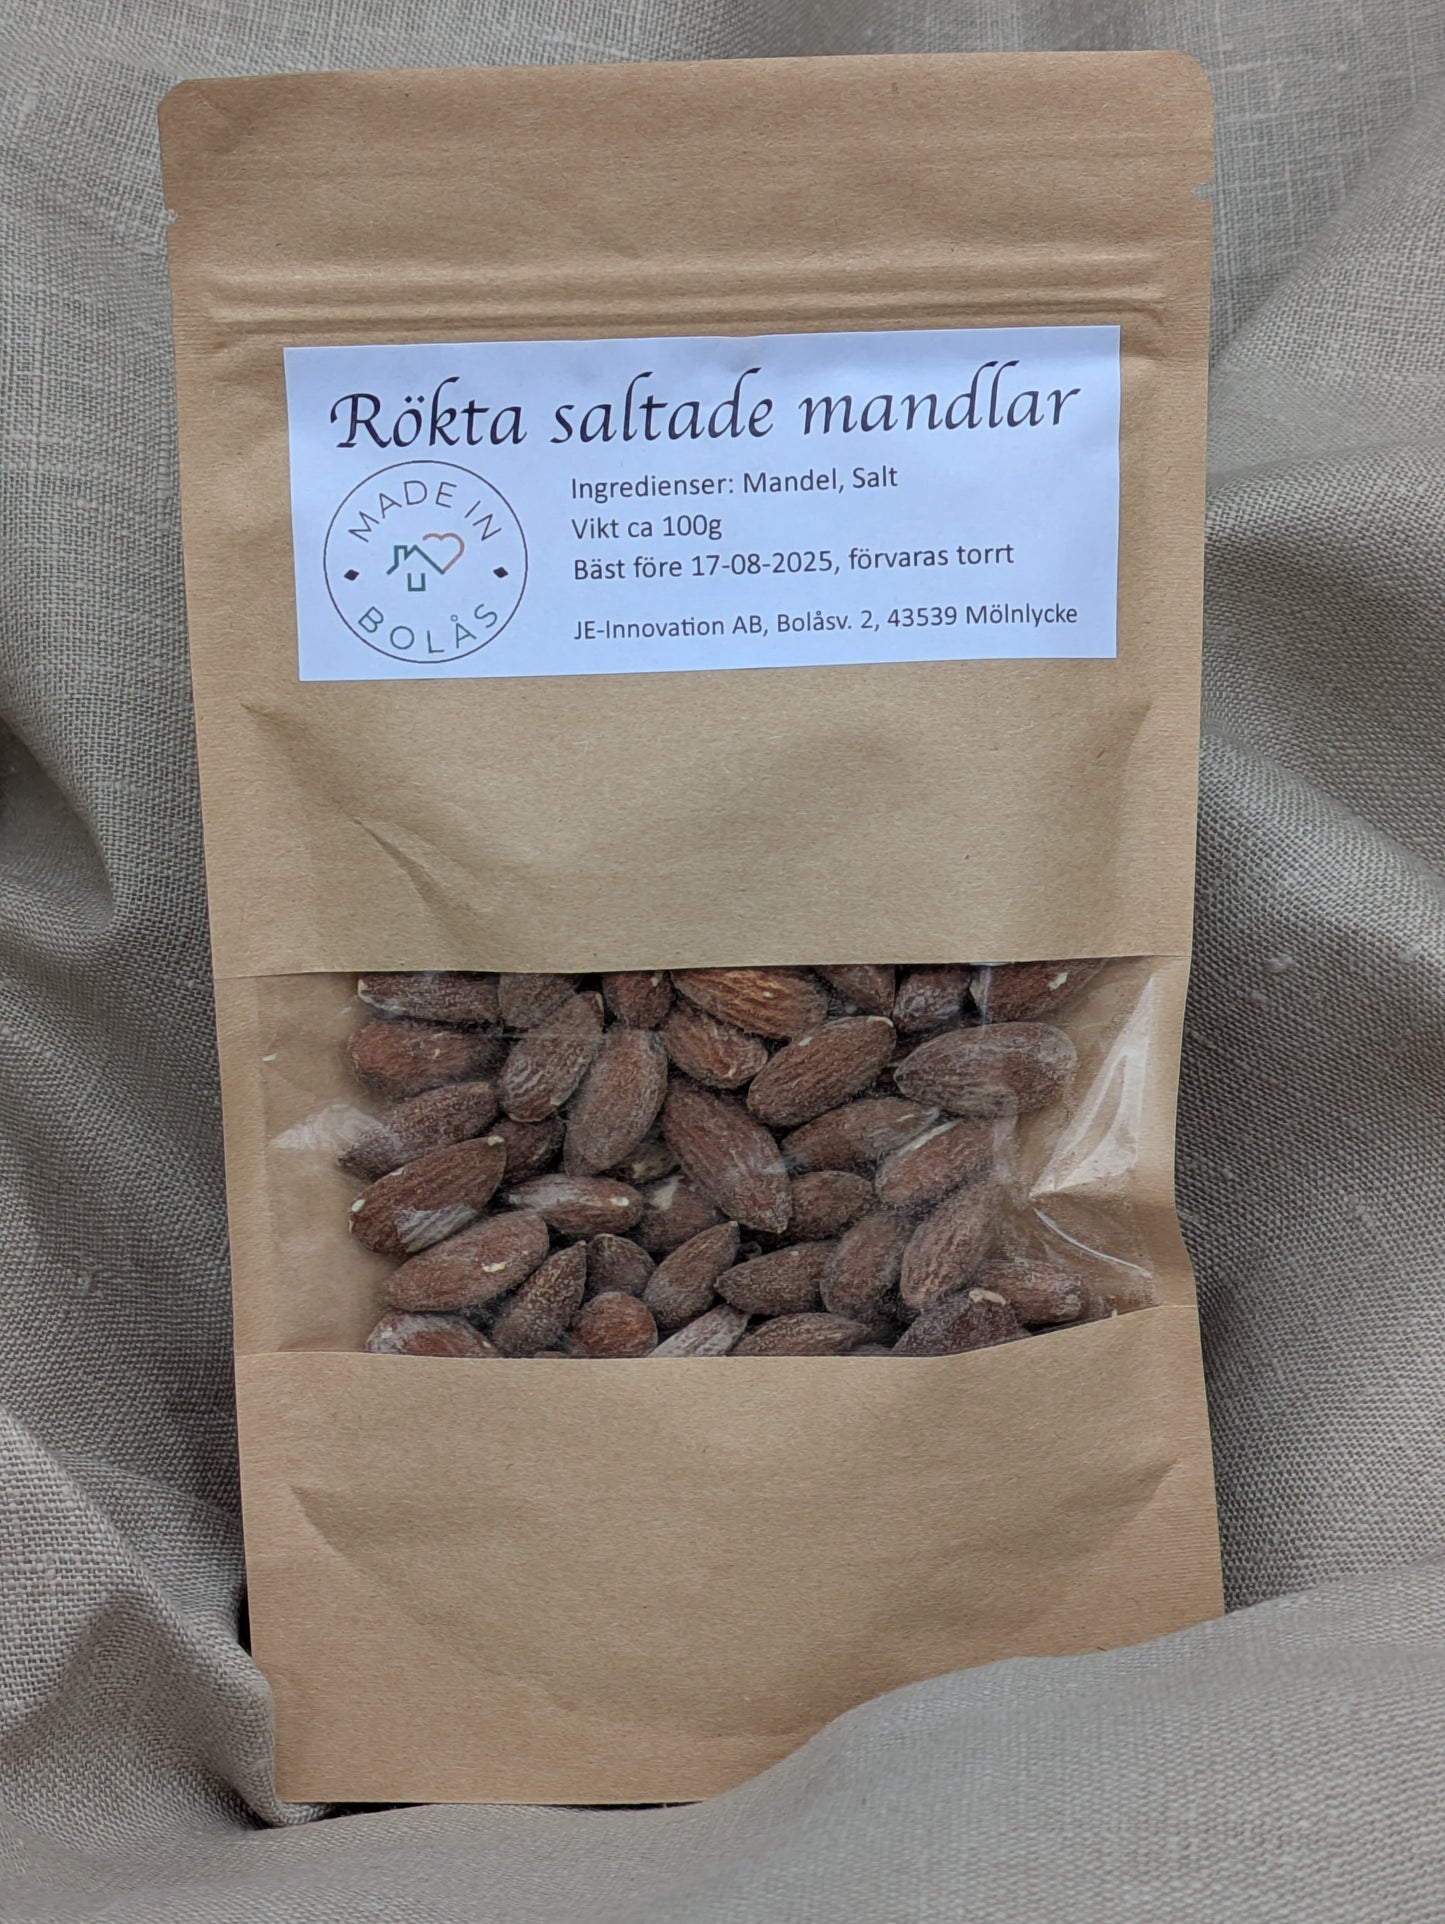 Rökta saltade mandlar
MADE IN
BOLÅS
Ingredienser: Mandel, Salt
Vikt ca 100g
Bäst före 17-08-2025, förvaras torrt
JE-Innovation AB, Bolåsv. 2, 43539 Mölnlycke